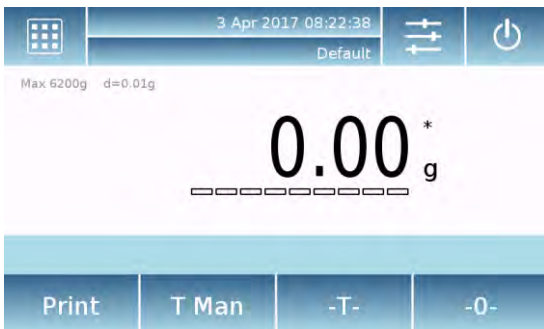 3 Apr 2017 08:22:38
Default
Max 6200g d=0.01g
*
0.00 g
Print T Man -T- -0-